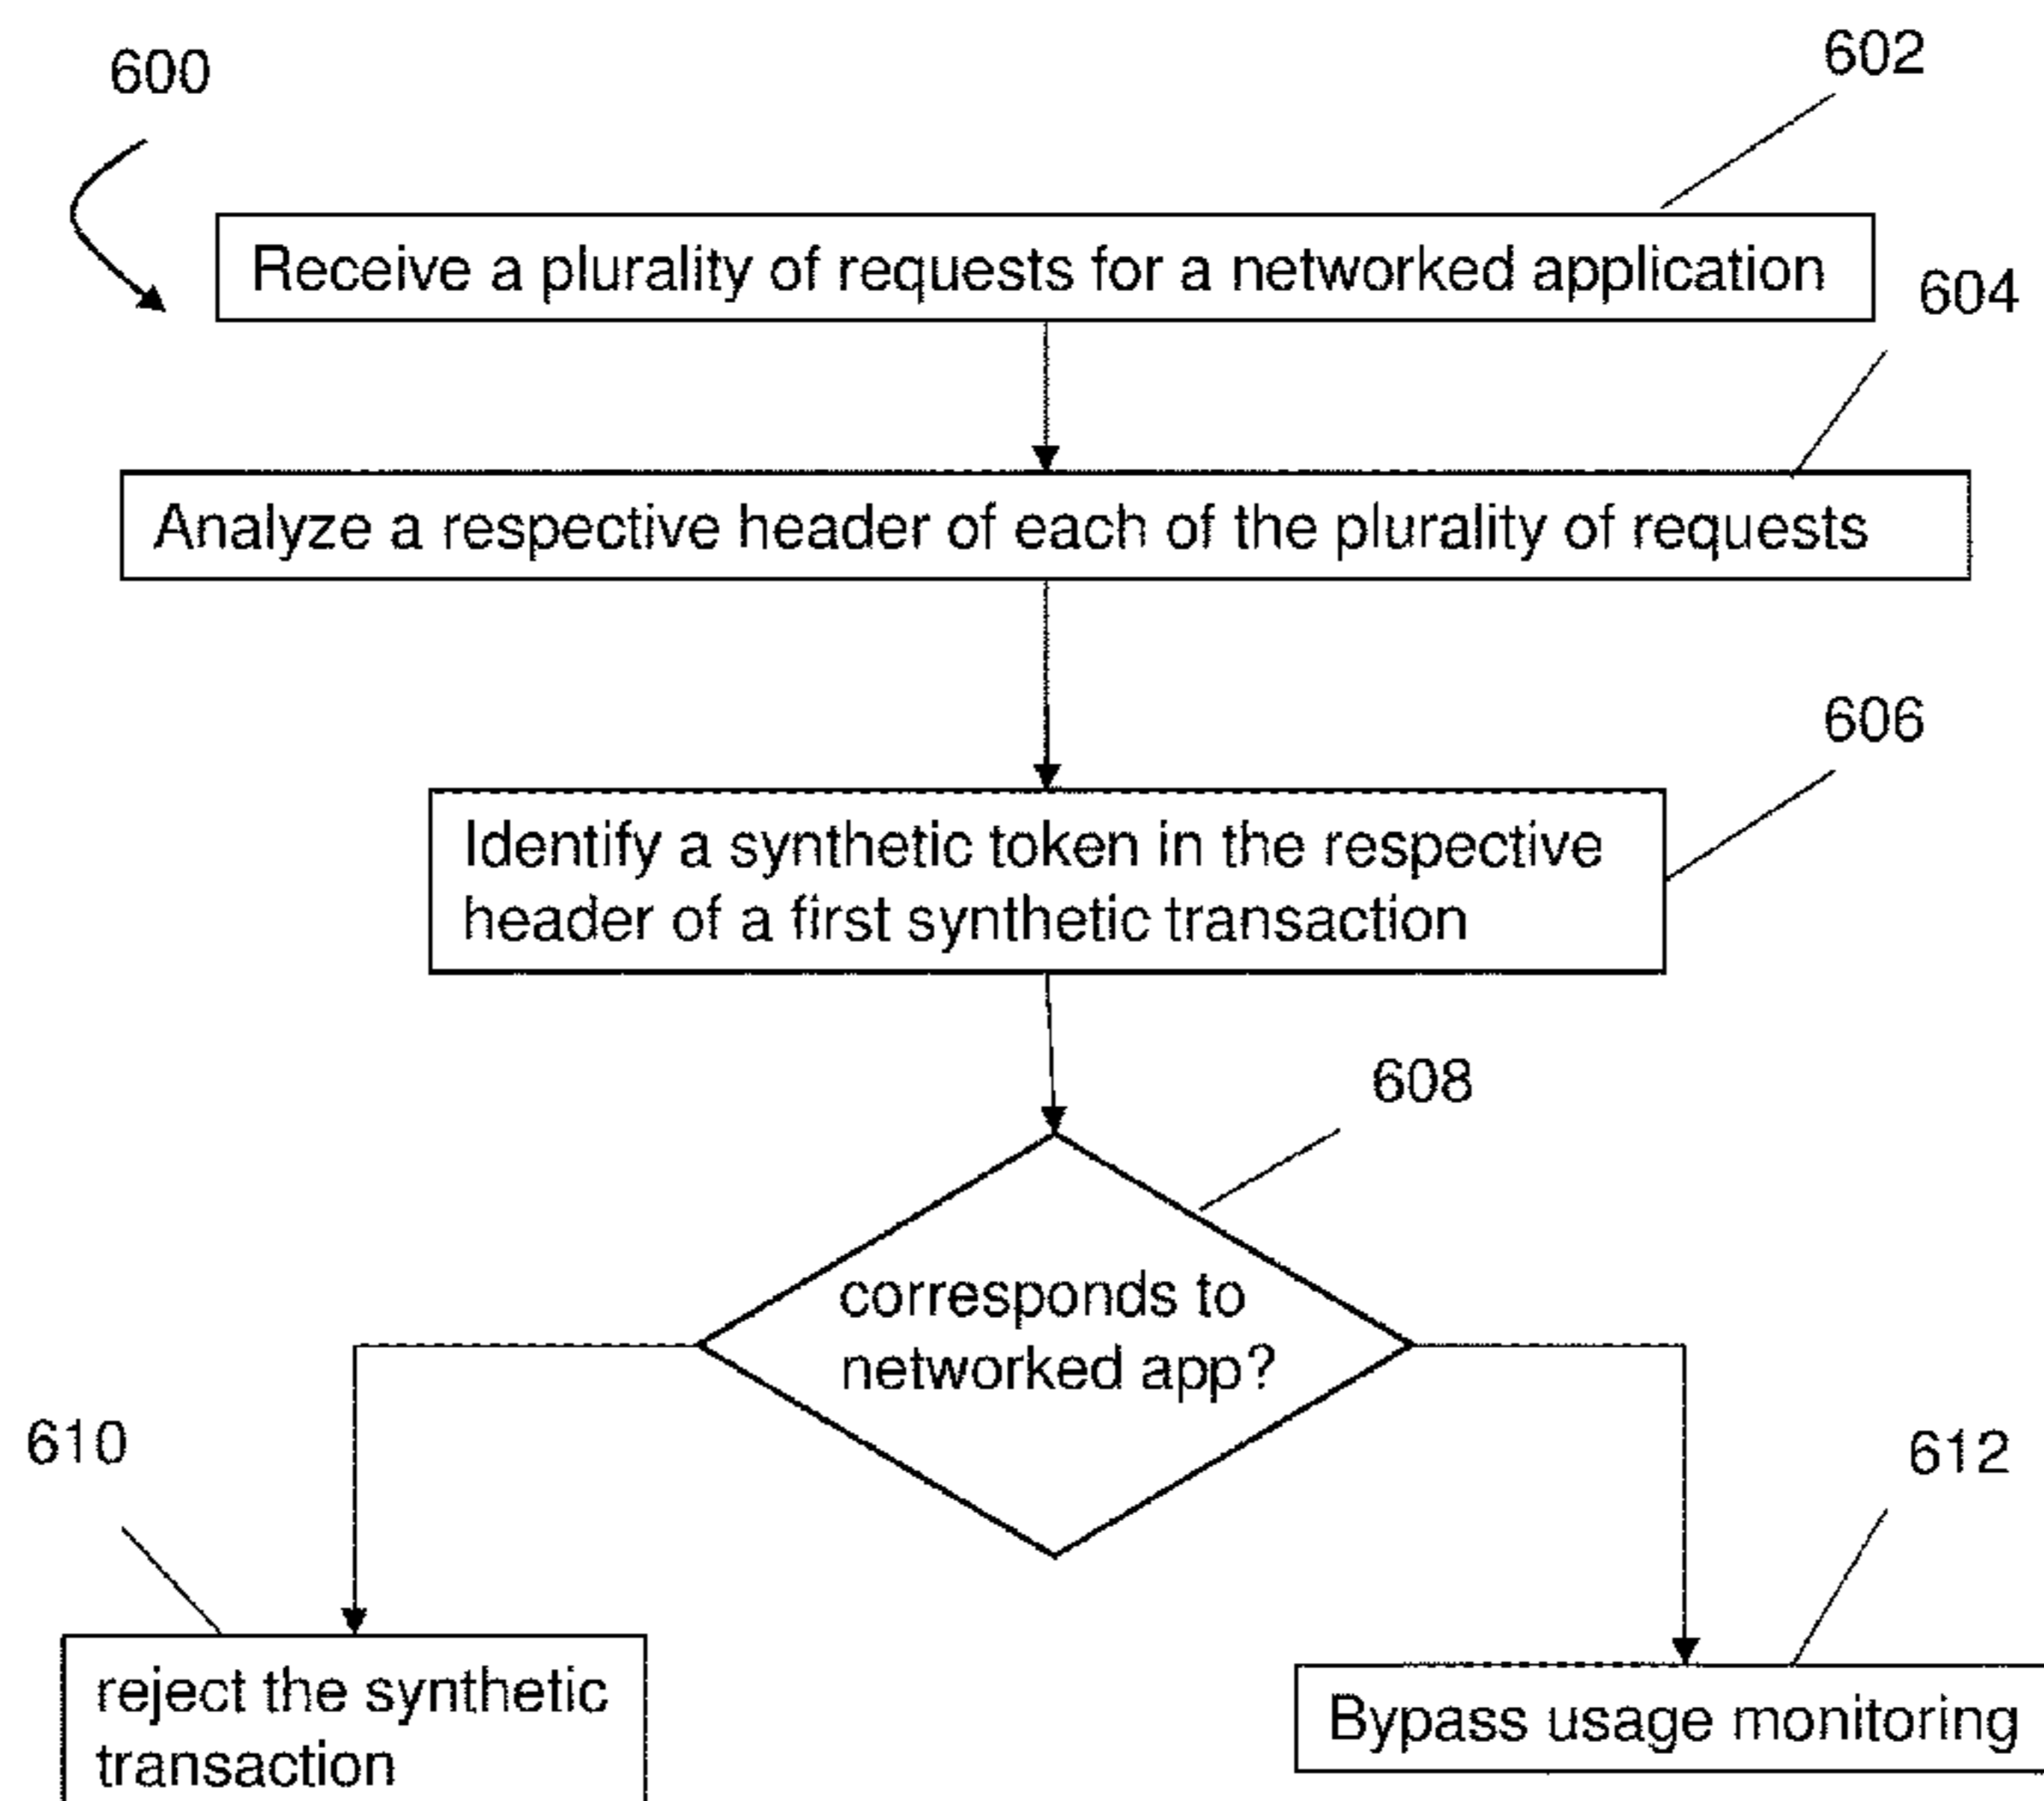 600
602
Receive a plurality of requests for a networked application
604
Analyze a respective header of each of the plurality of requests
606
Identify a synthetic token in the respective
header of a first synthetic transaction
608
corresponds to
networked app?
610
612
reject the synthetic
transaction
Bypass usage monitoring